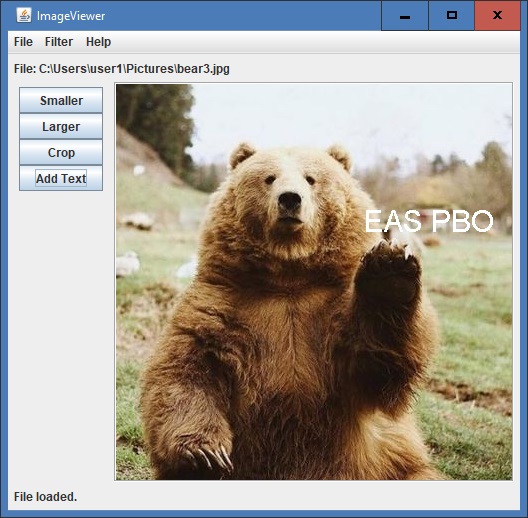 ImageViewer
File Filter Help
File: C:\Users\user1\Pictures\bear3.jpg
Smaller
Larger
Crop
Add Text
EAS PBO
File loaded.